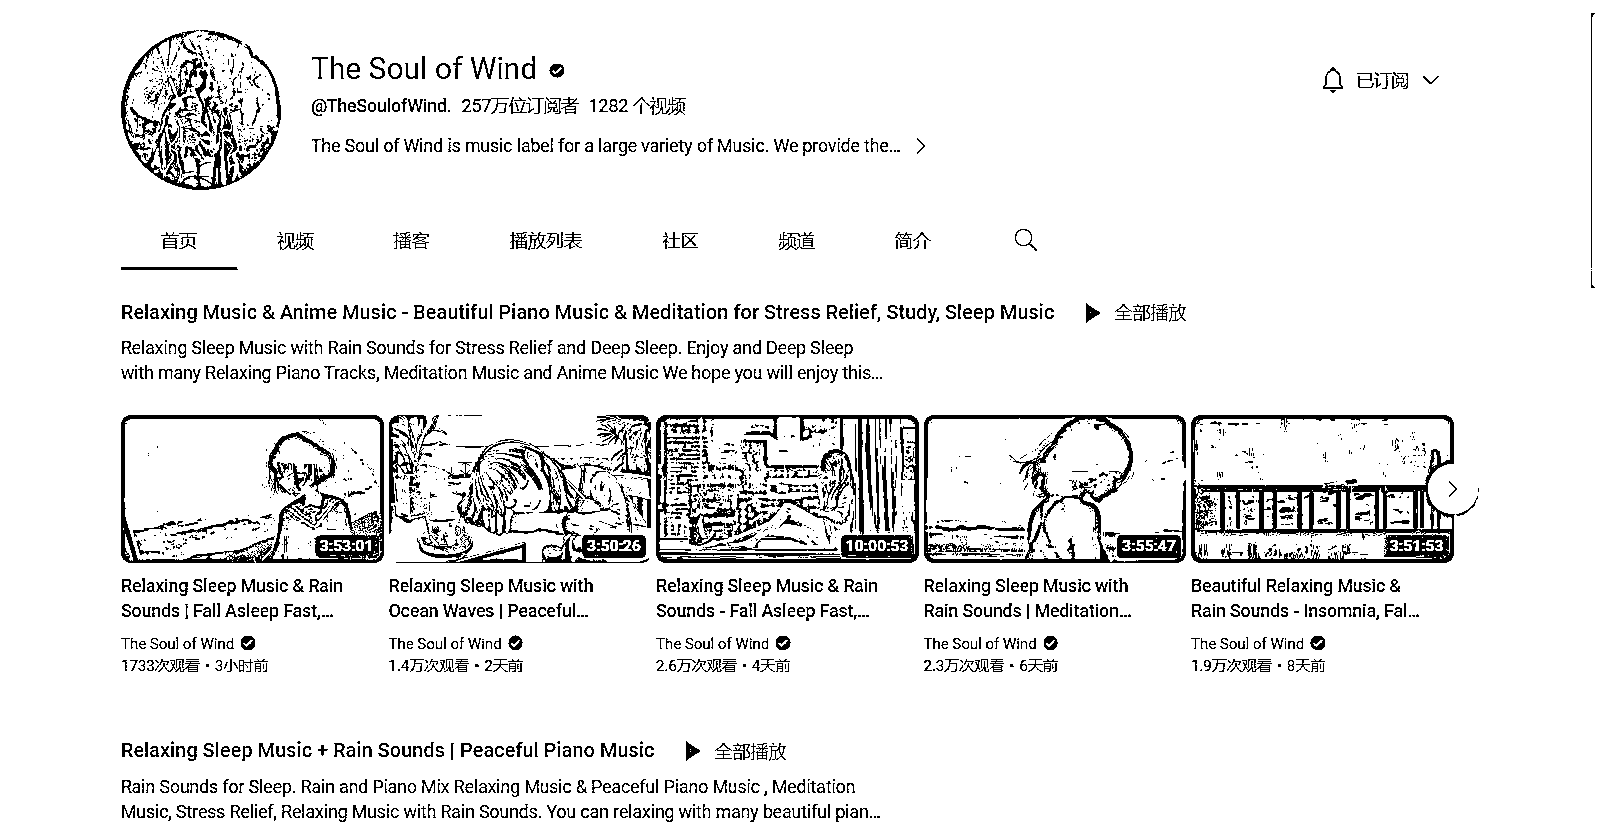 The Soul of Wind
@TheSoulofWind. 257万位订阅者 1282 个视频
The Soul of Wind is music label for a large variety of Music. We provide the...
已订阅
首页 视频 播客 播放列表 社区 频道 简介
Relaxing Music & Anime Music - Beautiful Piano Music & Meditation for Stress Relief, Study, Sleep Music 全部播放
Relaxing Sleep Music with Rain Sounds for Stress Relief and Deep Sleep. Enjoy and Deep Sleep
with many Relaxing Piano Tracks, Meditation Music and Anime Music We hope you will enjoy this...
3:53:01
Relaxing Sleep Music & Rain
Sounds | Fall Asleep Fast,...
The Soul of Wind
1733次观看・3小时前
3:50:26
Relaxing Sleep Music with
Ocean Waves | Peaceful...
The Soul of Wind
1.4万次观看・2天前
10:00:53
Relaxing Sleep Music & Rain
Sounds - Fall Asleep Fast,...
The Soul of Wind
2.6万次观看・4天前
3:55:47
Relaxing Sleep Music with
Rain Sounds | Meditation...
The Soul of Wind
2.3万次观看・6天前
3:51:53
Beautiful Relaxing Music &
Rain Sounds - Insomnia, Fal...
The Soul of Wind
1.9万次观看・8天前
Relaxing Sleep Music + Rain Sounds | Peaceful Piano Music 全部播放
Rain Sounds for Sleep. Rain and Piano Mix Relaxing Music & Peaceful Piano Music , Meditation
Music, Stress Relief, Relaxing Music with Rain Sounds. You can relaxing with many beautiful pian...